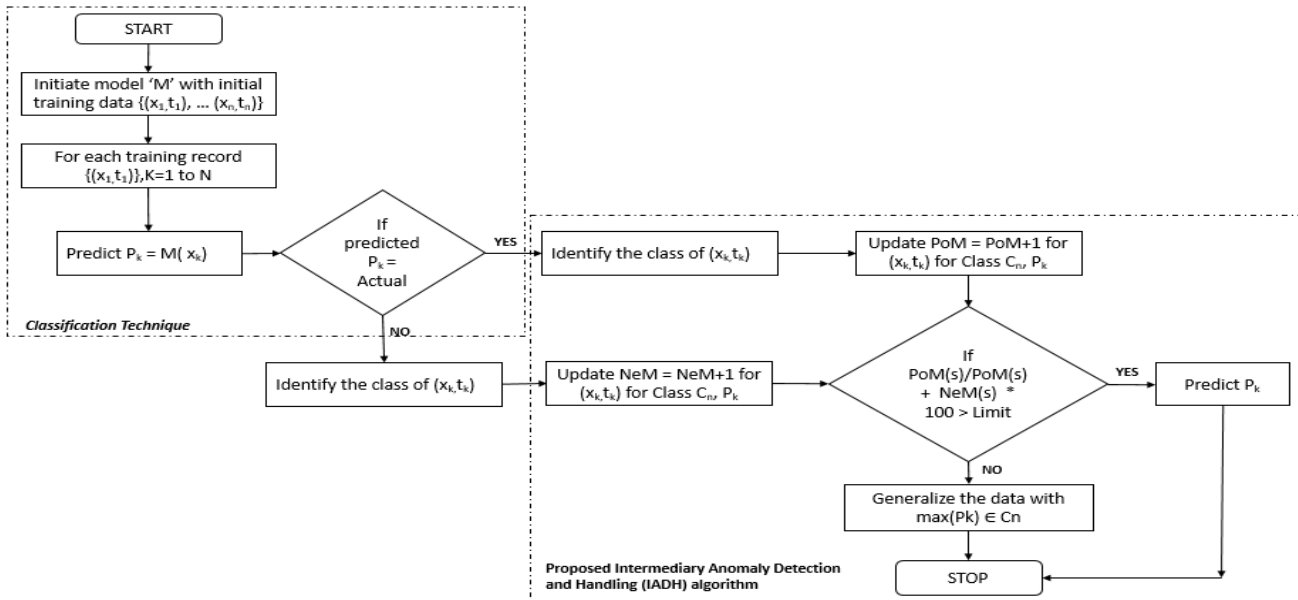 START
Initiate model ‘M’ with initial
training data {(x₁,t₁), ... (xₙ,tₙ)}
For each training record
{(x₁,t₁)},K=1 to N
Predict Pₖ = M( xₖ)
If
predicted
Pₖ =
Actual
YES
NO
Classification Technique
Identify the class of (xₖ,tₖ)
Update PoM = PoM+1 for
(xₖ,tₖ) for Class Cₙ, Pₖ
Identify the class of (xₖ,tₖ)
Update NeM = NeM+1 for
(xₖ,tₖ) for Class Cₙ, Pₖ
If
PoM(s)/PoM(s)
+ NeM(s) *
100 > Limit
YES
Predict Pₖ
NO
Generalize the data with
max(Pk) ∈ Cn
STOP
Proposed Intermediary Anomaly Detection
and Handling (IADH) algorithm